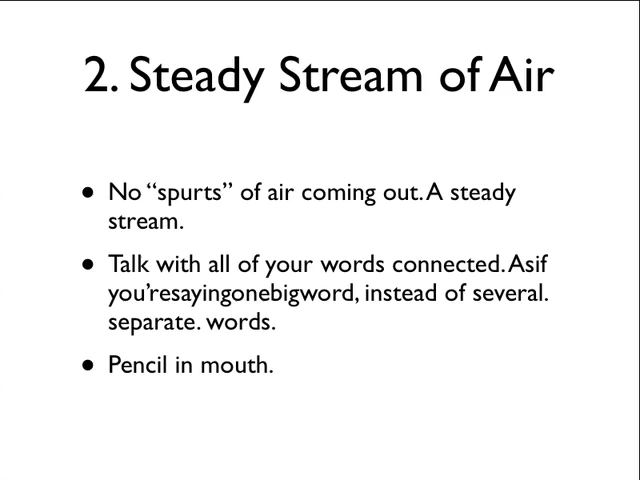 2. Steady Stream of Air
• No “spurts” of air coming out. A steady
stream.
• Talk with all of your words connected. Asif
you’resayingonebigword, instead of several.
separate. words.
• Pencil in mouth.